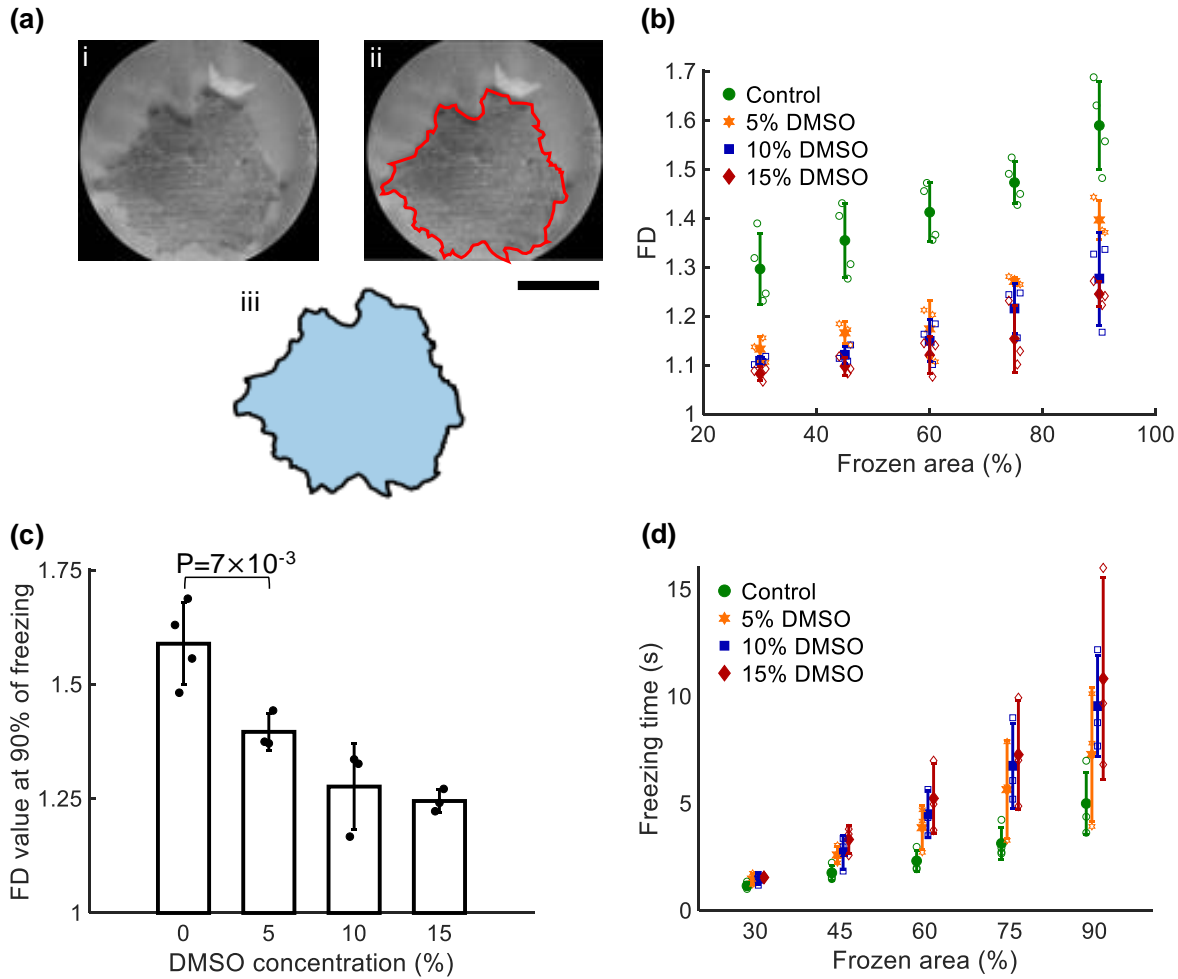 (a)
i
ii
iii
(b)
1.7
1.6
1.5
1.4
1.3
1.2
1.1
1
FD
Control
5% DMSO
10% DMSO
15% DMSO
20
40
60
80
100
Frozen area (%)
(c)
P=7×10-3
1.75
1.5
1.25
1
FD value at 90% of freezing
0
5
10
15
DMSO concentration (%)
(d)
15
10
5
0
Freezing time (s)
Control
5% DMSO
10% DMSO
15% DMSO
30
45
60
75
90
Frozen area (%)